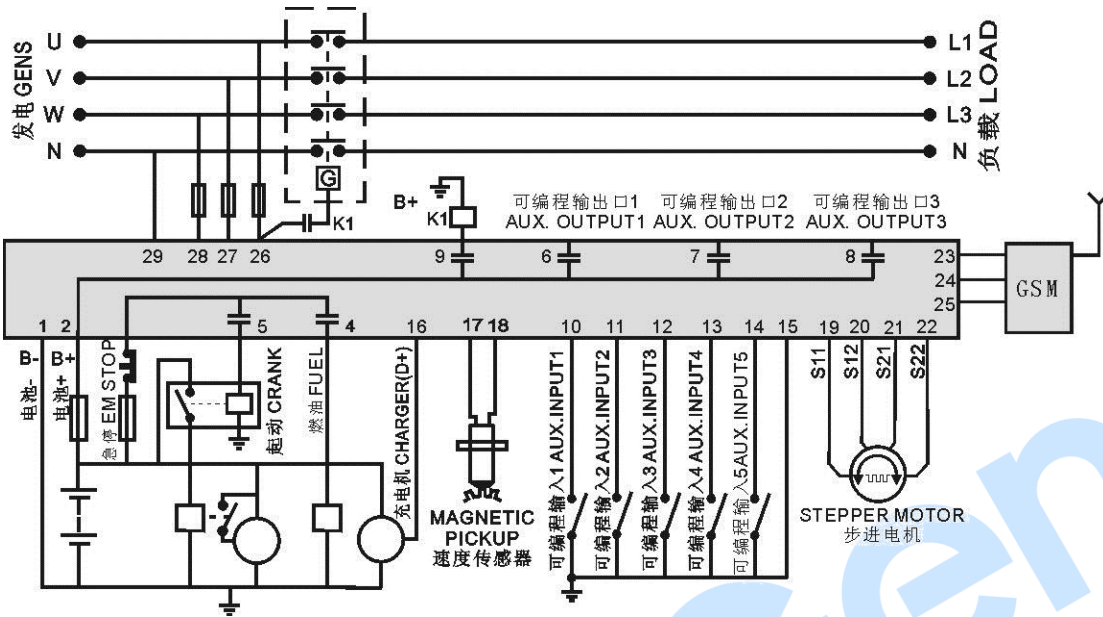 发电 GENS
U
V
W
N
L1
L2
L3
N
负载 LOAD
G
K1
B+
K1
可编程输出口1
AUX. OUTPUT1
可编程输出口2
AUX. OUTPUT2
可编程输出口3
AUX. OUTPUT3
29
28
27
26
9
6
7
8
23
24
25
GSM
1
2
5
4
16
17
18
10
11
12
13
14
15
19
20
21
22
B-
电池-
B+
电池+
急停 EM STOP
起动 CRANK
燃油 FUEL
充电机 CHARGER(D+)
MAGNETIC
PICKUP
速度传感器
可编程输入1 AUX.INPUT1
可编程输入2 AUX.INPUT2
可编程输入3 AUX.INPUT3
可编程输入4 AUX.INPUT4
可编程输入5AUX.INPUT5
S11
S12
S21
S22
STEPPER MOTOR
步进电机